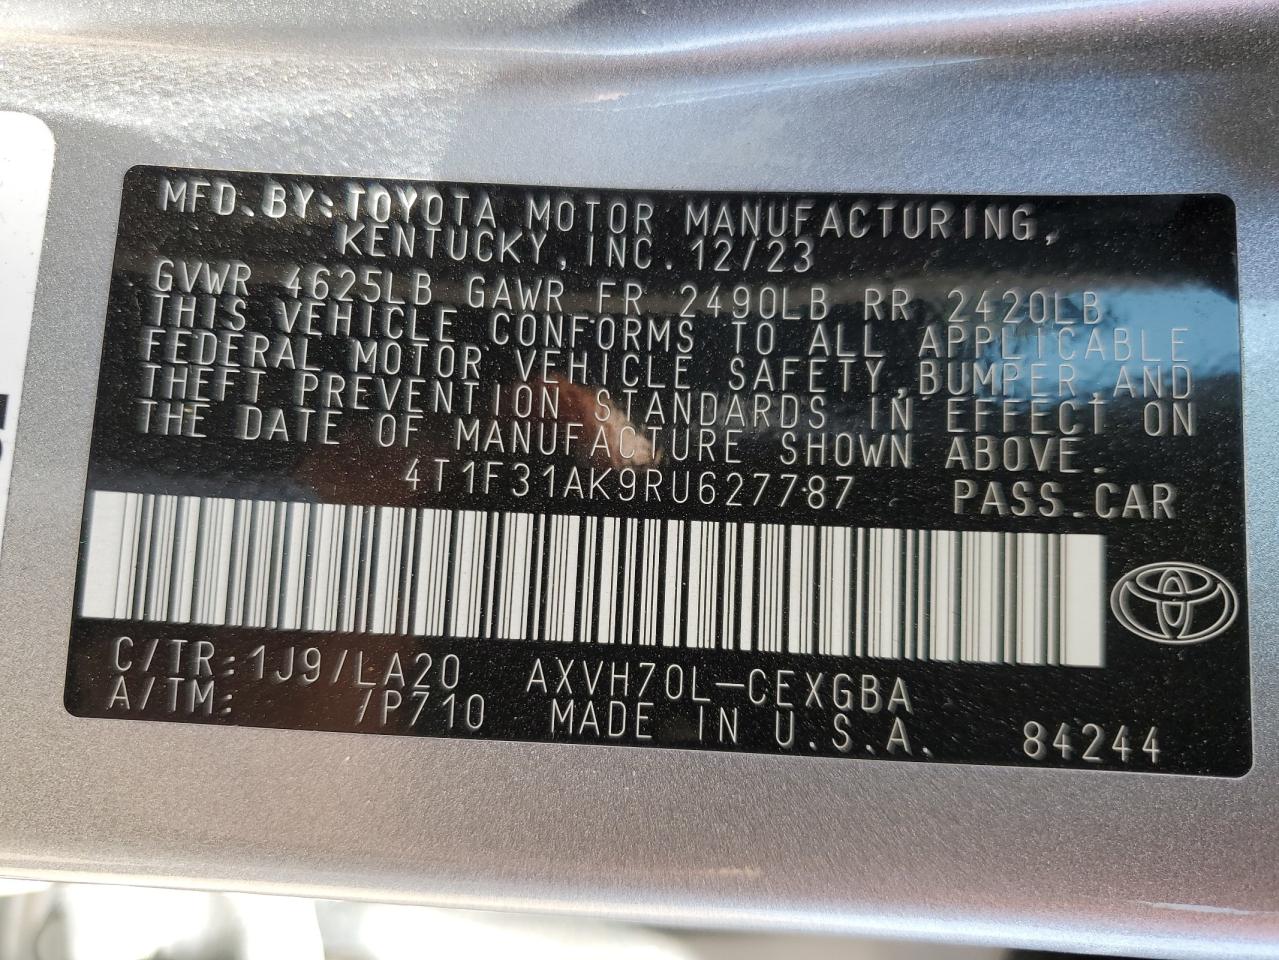 MFD.BY:TOYOTA MOTOR MANUFACTURING,
KENTUCKY,INC.12/23
GVWR 4625LB GAWR FR 2490LB RR 2420LB
THIS VEHICLE CONFORMS TO ALL APPLICABLE
FEDERAL MOTOR VEHICLE SAFETY,BUMPER,AND
THEFT PREVENTION STANDARDS IN EFFECT ON
THE DATE OF MANUFACTURE SHOWN ABOVE.
4T1F31AK9RU627787 PASS.CAR
C/TR:1J9/LA20 AXVH70L-CEXGBA
A/TM: /P710 MADE IN U.S.A. 84244